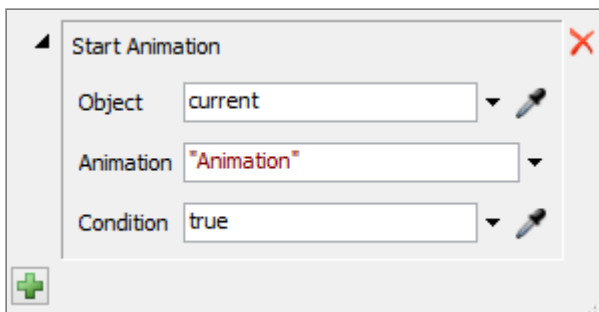 Start Animation
Object current
Animation "Animation"
Condition true